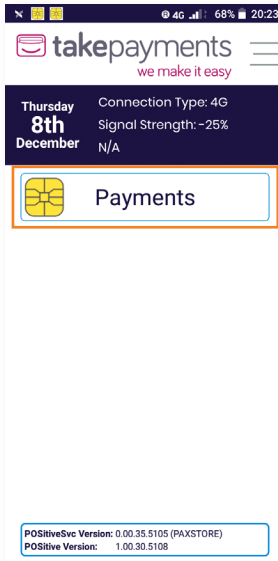 4G 68% 20:23
takepayments
we make it easy
Thursday
8th
December
Connection Type: 4G
Signal Strength: -25%
N/A
Payments
POSitiveSvc Version: 0.00.35.5105 (PAXSTORE)
POSitive Version: 1.00.30.5108